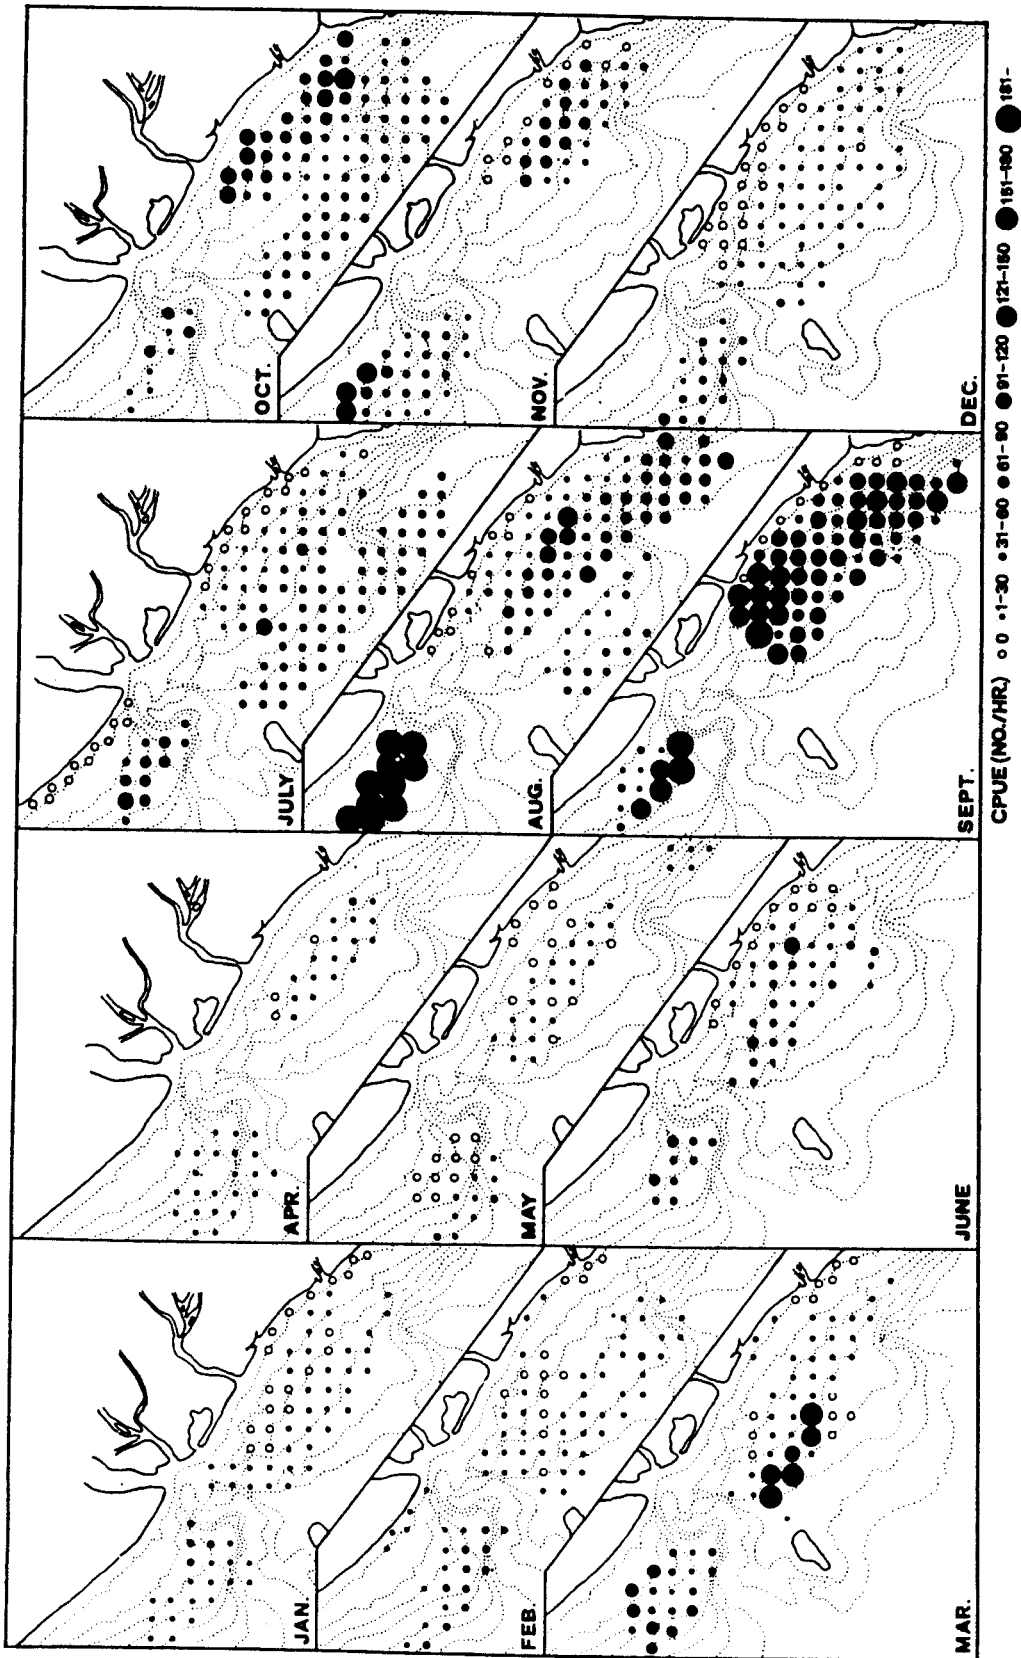 JAN.
FEB.
MAR.
APR.
MAY
JUNE
JULY
AUG.
SEPT.
OCT.
NOV.
DEC.
CPUE (NO./HR.) 0 1-30 31-60 61-90 91-120 121-150 151-180 181-